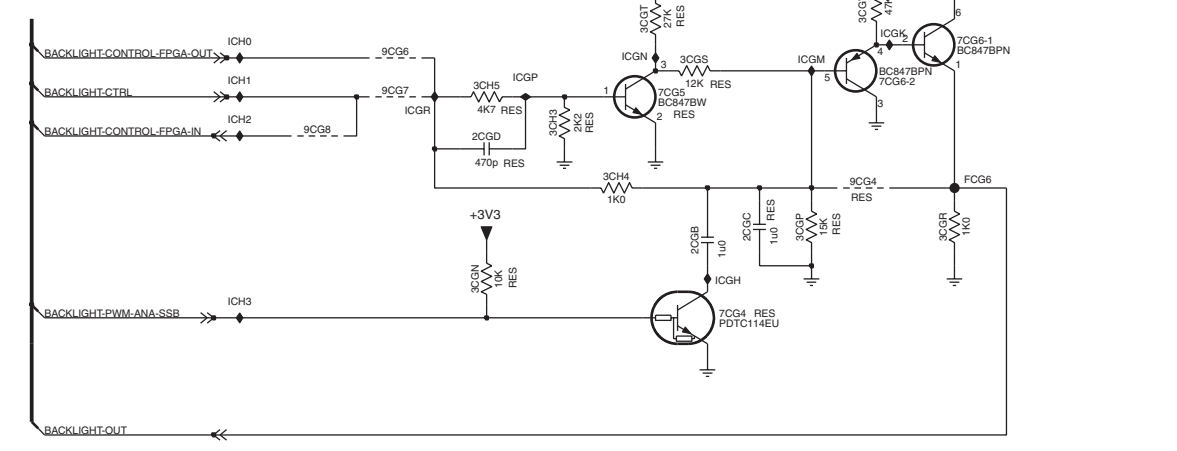 3CGT
27K
RES
3CGT
47K
6
BACKLIGHT-CONTROL-FPGA-OUT
ICH0
9CG6
ICGN
3
3CGS
12K
RES
ICGM
ICGK
4
2
7CG6-1
BC847BPN
1
5
BC847BPN
7CG6-2
3
BACKLIGHT-CTRL
ICH1
9CG7
ICGR
3CH5
4K7
RES
ICGP
1
7CG5
BC847BW
RES
2
3CH3
2K2
RES
BACKLIGHT-CONTROL-FPGA-IN
ICH2
9CG8
2CGD
470p
RES
3CH4
1K0
9CG4
RES
FCG6
+3V3
3CGN
10K
RES
2CGB
1u0
2CGC
1u0
RES
3CGP
15K
RES
3CGR
1K0
ICGH
BACKLIGHT-PWM-ANA-SSB
ICH3
7CG4 RES
PDTC114EU
BACKLIGHT-OUT